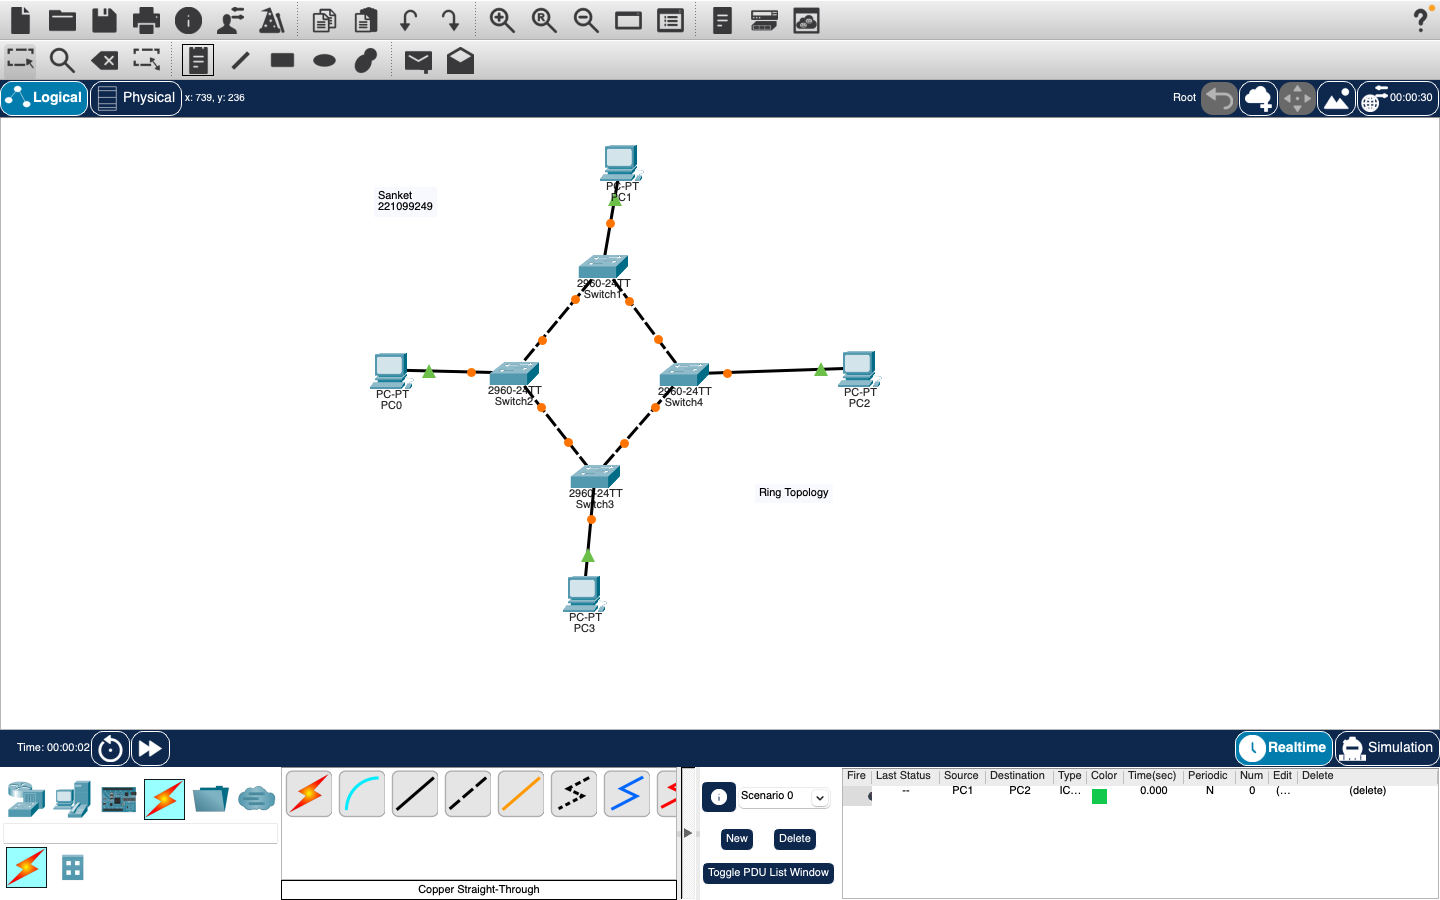 Logical
Physical
x: 739, y: 236
Root
00:00:30
Sanket
221099249
PC-PT
PC1
2960-24TT
Switch1
PC-PT
PC0
2960-24TT
Switch2
2960-24TT
Switch4
PC-PT
PC2
2960-24TT
Switch3
Ring Topology
PC-PT
PC3
Time: 00:00:02
Realtime
Simulation
Scenario 0
New
Delete
Toggle PDU List Window
Copper Straight-Through
Fire Last Status Source Destination Type Color Time(sec) Periodic Num Edit Delete
-- PC1 PC2 IC... 0.000 N 0 (... (delete)